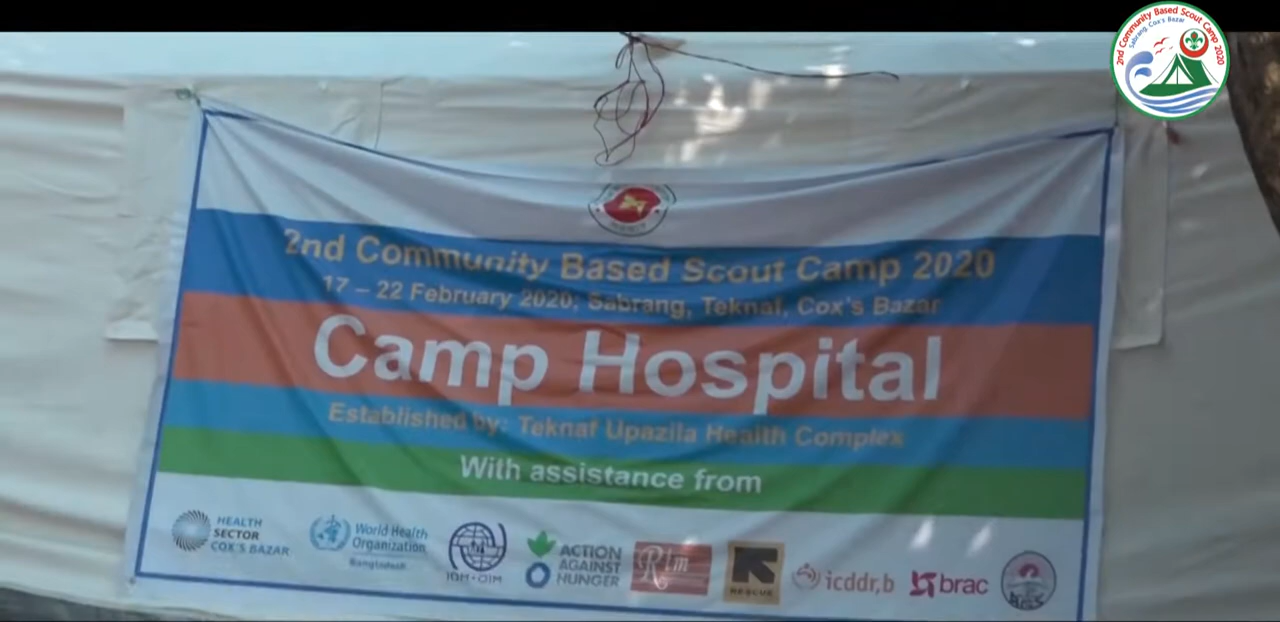 2nd Community Based Scout Camp 2020
Sabrang, Cox's Bazar
2nd Community Based Scout Camp 2020
17 – 22 February 2020; Sabrang, Teknaf, Cox's Bazar
Camp Hospital
Established by: Teknaf Upazila Health Complex
With assistance from
HEALTH
SECTOR
COX'S BAZAR
World Health
Organization
Bangladesh
IOM•OIM
ACTION
AGAINST
HUNGER
RTM
RESCUE
icddr,b
brac